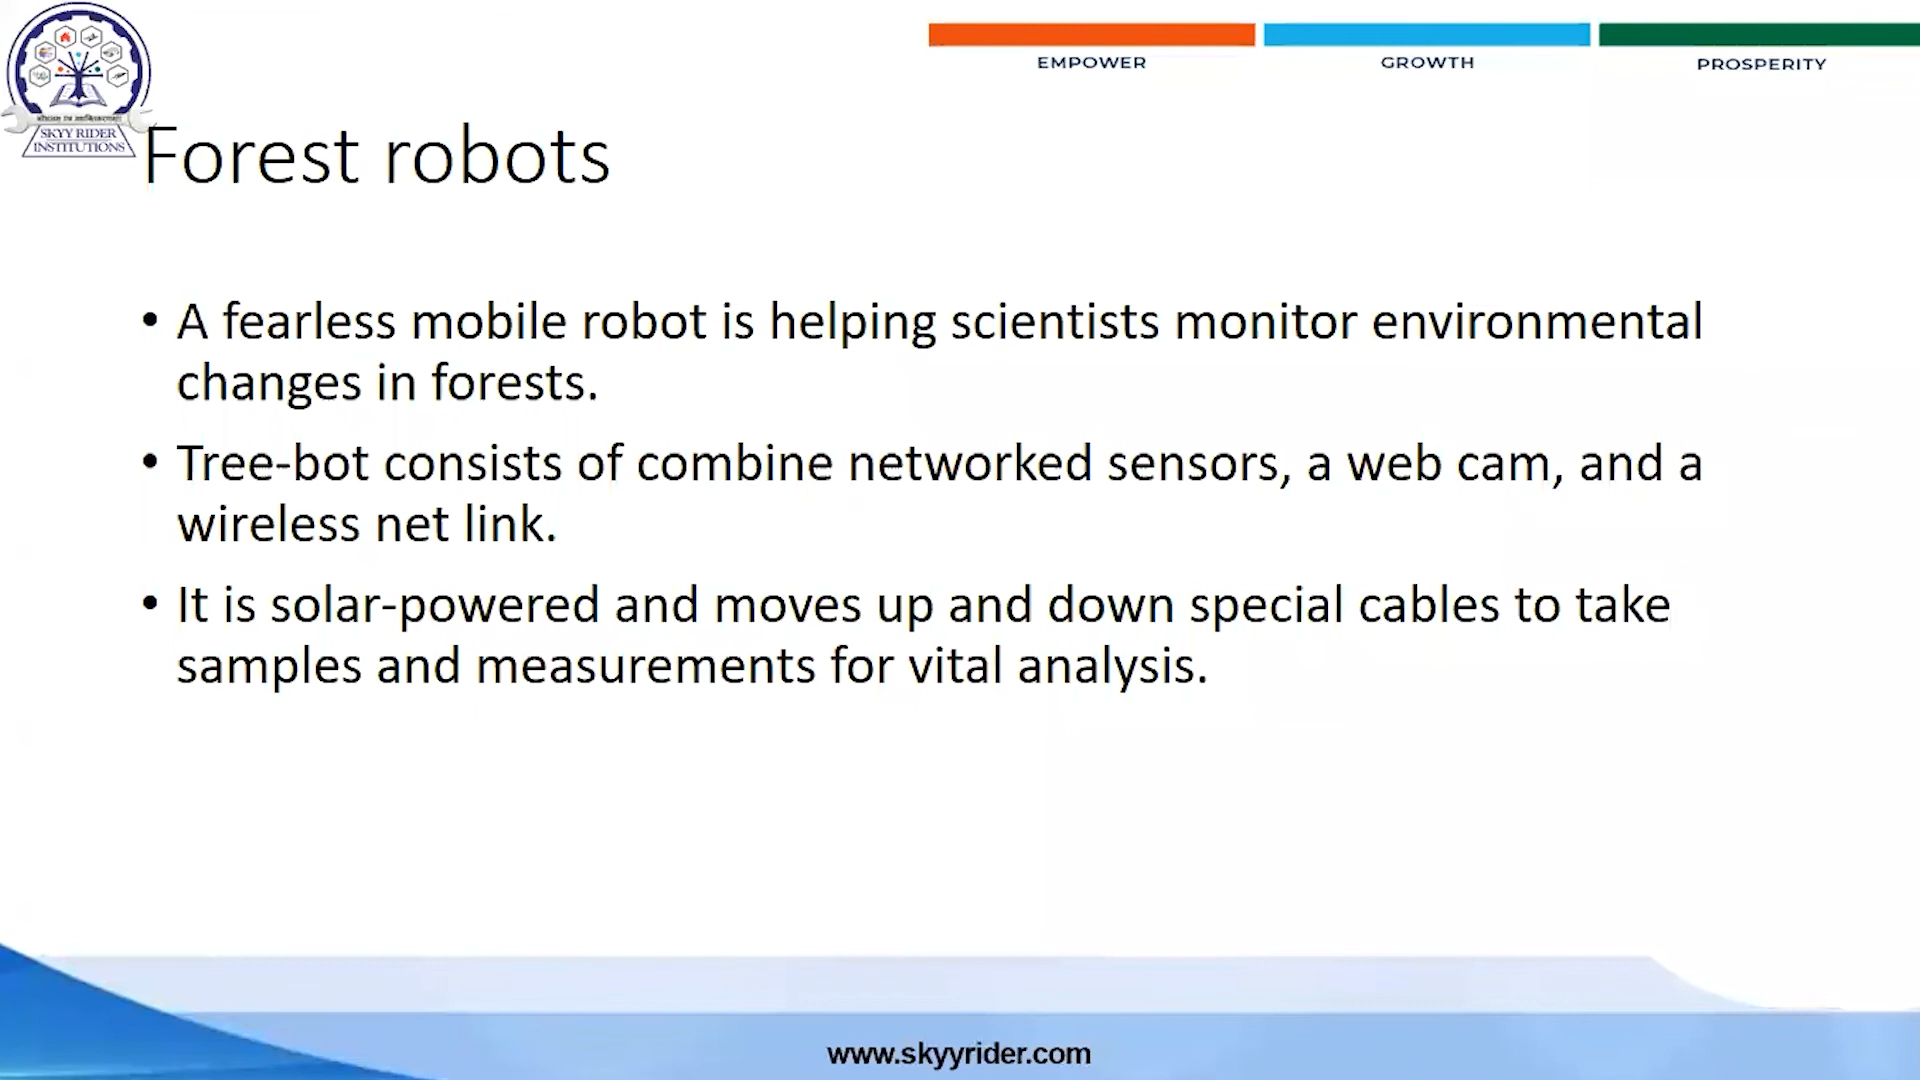 EMPOWER
GROWTH
PROSPERITY
SKYY RIDER
INSTITUTIONS
Forest robots
• A fearless mobile robot is helping scientists monitor environmental
changes in forests.
• Tree-bot consists of combine networked sensors, a web cam, and a
wireless net link.
• It is solar-powered and moves up and down special cables to take
samples and measurements for vital analysis.
www.skyyrider.com